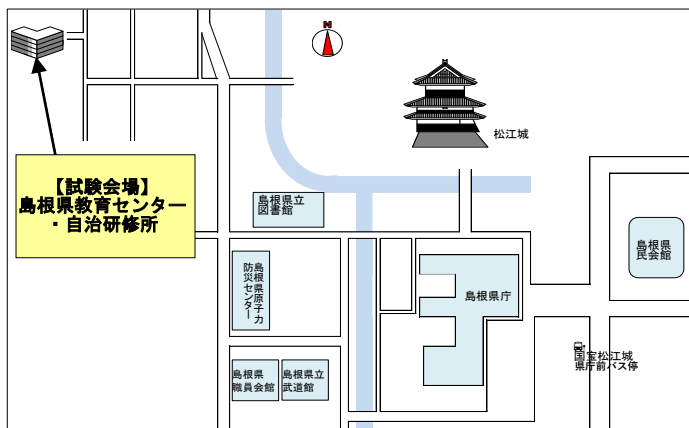 N
松江城
【試験会場】
島根県教育センター
・自治研修所
島根県立
図書館
島根県
民会館
島根県原子力
防災センター
島根県庁
国宝松江城
県庁前バス停
島根県
職員会館
島根県立
武道館